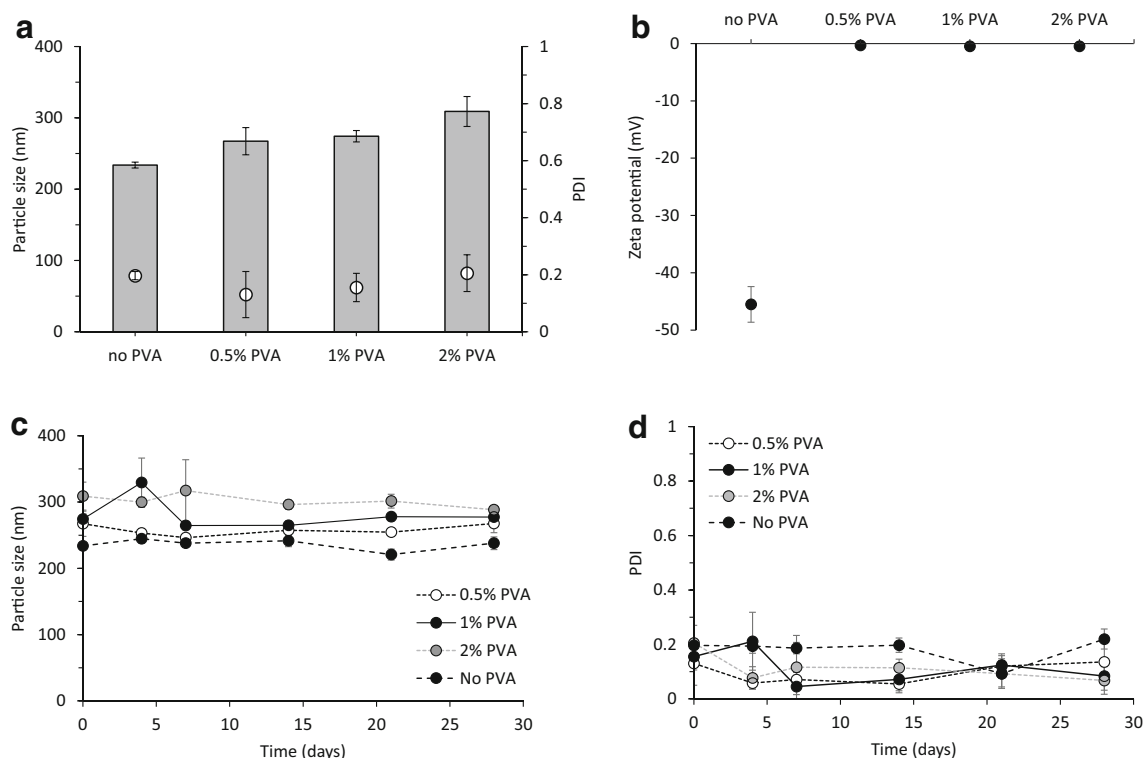 a
400
300
200
100
0
Particle size (nm)
1
0.8
0.6
0.4
0.2
0
PDI
no PVA 0.5% PVA 1% PVA 2% PVA
b
no PVA 0.5% PVA 1% PVA 2% PVA
0
-10
-20
-30
-40
-50
Zeta potential (mV)
c
400
300
200
100
0
Particle size (nm)
0.5% PVA
1% PVA
2% PVA
No PVA
0 5 10 15 20 25 30
Time (days)
d
1
0.8
0.6
0.4
0.2
0
PDI
0.5% PVA
1% PVA
2% PVA
No PVA
0 5 10 15 20 25 30
Time (days)